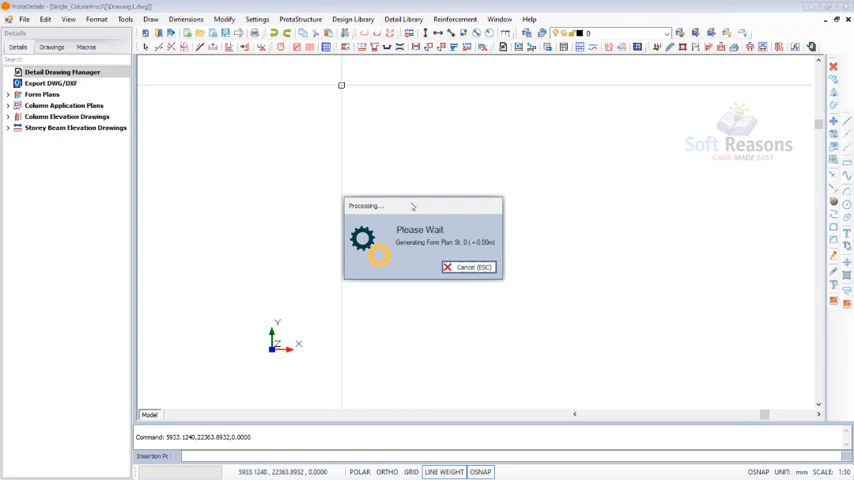 ProtaDetails - [Single_ColumnPro3\[\Drawing1.dwg]
File Edit View Format Tools Draw Dimensions Modify Settings ProtaStructure Design Library Detail Library Reinforcement Window Help
Details
Details Drawings Macros
0
Search
Detail Drawing Manager
Export DWG/DXF
Form Plans
Column Application Plans
Column Elevation Drawings
Storey Beam Elevation Drawings
Soft Reasons
CADD MADE EASY
Processing...
Please Wait
Generating Form Plan St. 0 ( +0.00m)
Cancel (ESC)
Y
Z X
Model
Command: 5933.1240,22363.8932,0.0000
Insertion Pt:
5933.1240 , 22363.8932 , 0.0000 POLAR ORTHO GRID LINE WEIGHT OSNAP OSNAP Unit: mm Scale: 1:50